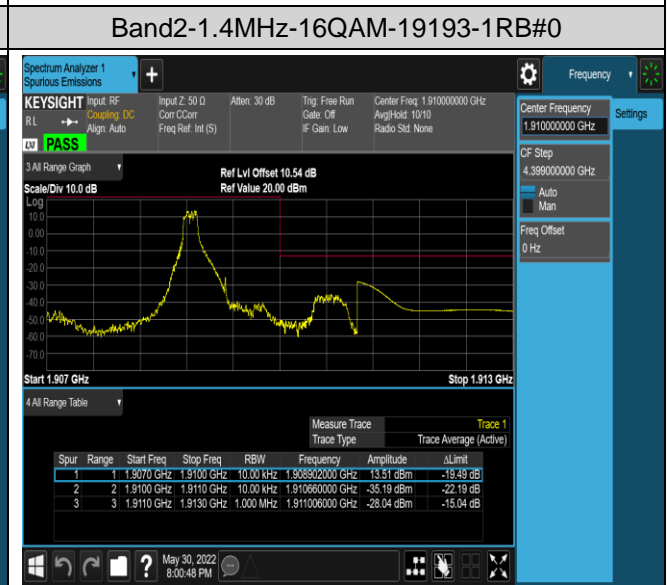 Band2-1.4MHz-16QAM-19193-1RB#0
Spectrum Analyzer 1
Spurious Emissions
+
Frequency
KEYSIGHT
RL
LXI
PASS
Input: RF
Coupling: DC
Align: Auto
Input Z: 50 Ω
Corr CCorr
Freq Ref: Int (S)
Atten: 30 dB
Trig: Free Run
Gate: Off
IF Gain: Low
Center Freq: 1.910000000 GHz
Avg|Hold: 10/10
Radio Std: None
Center Frequency
1.910000000 GHz
Settings
CF Step
4.399000000 GHz
Auto
Man
Freq Offset
0 Hz
3 All Range Graph
Ref Lvl Offset 10.54 dB
Scale/Div 10.0 dB Ref Value 20.00 dBm
Log
10.0
0.00
-10.0
-20.0
-30.0
-40.0
-50.0
-60.0
-70.0
Start 1.907 GHz Stop 1.913 GHz
4 All Range Table
Measure Trace Trace 1
Trace Type Trace Average (Active)
Spur Range Start Freq Stop Freq RBW Frequency Amplitude ΔLimit
1 1 1.9070 GHz 1.9100 GHz 10.00 kHz 1.908902000 GHz 13.51 dBm -19.49 dB
2 2 1.9100 GHz 1.9110 GHz 10.00 kHz 1.910660000 GHz -35.19 dBm -22.19 dB
3 3 1.9110 GHz 1.9130 GHz 1.000 MHz 1.911006000 GHz -28.04 dBm -15.04 dB
?
May 30, 2022
8:00:48 PM